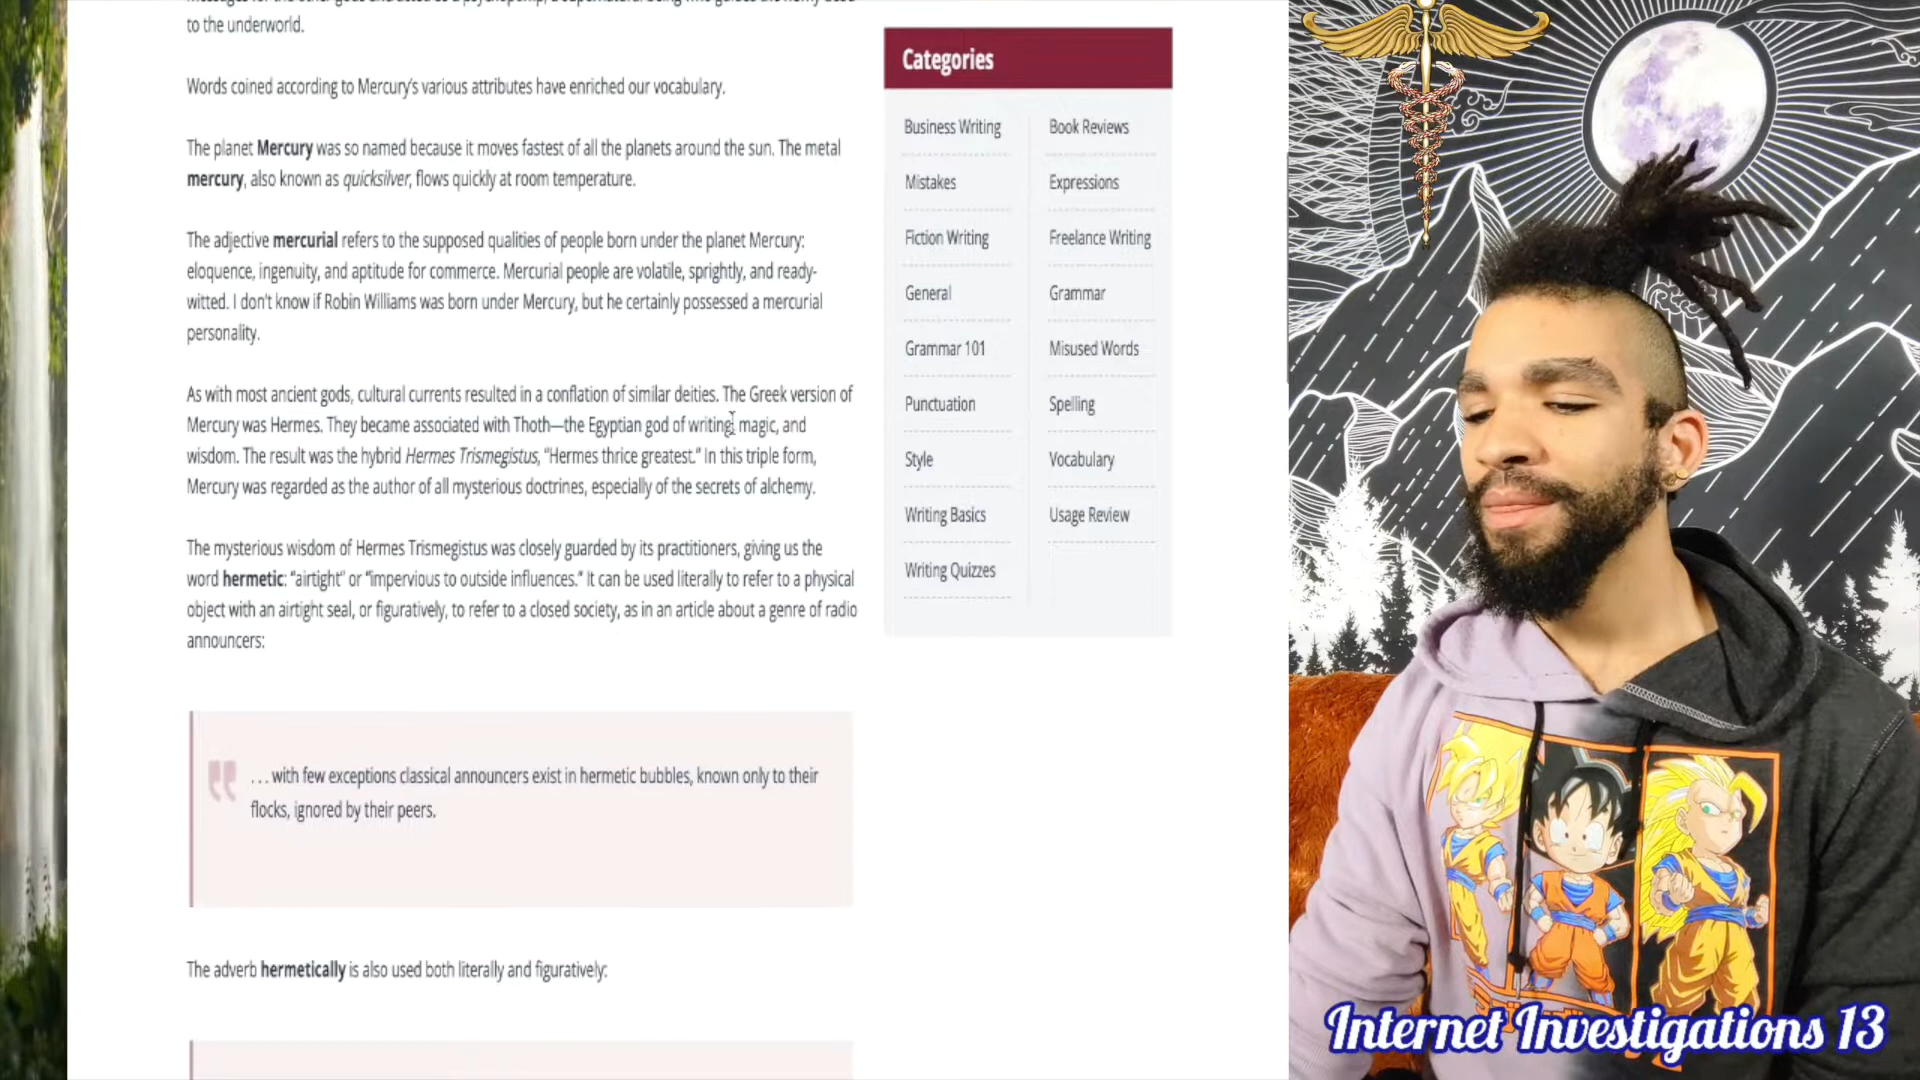 to the underworld.
Words coined according to Mercury's various attributes have enriched our vocabulary.
The planet Mercury was so named because it moves fastest of all the planets around the sun. The metal
mercury, also known as quicksilver, flows quickly at room temperature.
The adjective mercurial refers to the supposed qualities of people born under the planet Mercury:
eloquence, ingenuity, and aptitude for commerce. Mercurial people are volatile, sprightly, and ready-
witted. I don't know if Robin Williams was born under Mercury, but he certainly possessed a mercurial
personality.
As with most ancient gods, cultural currents resulted in a conflation of similar deities. The Greek version of
Mercury was Hermes. They became associated with Thoth—the Egyptian god of writing, magic, and
wisdom. The result was the hybrid Hermes Trismegistus, “Hermes thrice greatest.” In this triple form,
Mercury was regarded as the author of all mysterious doctrines, especially of the secrets of alchemy.
The mysterious wisdom of Hermes Trismegistus was closely guarded by its practitioners, giving us the
word hermetic: “airtight” or “impervious to outside influences.” It can be used literally to refer to a physical
object with an airtight seal, or figuratively, to refer to a closed society, as in an article about a genre of radio
announcers:
. . . with few exceptions classical announcers exist in hermetic bubbles, known only to their
flocks, ignored by their peers.
The adverb hermetically is also used both literally and figuratively:
Categories
Business Writing
Book Reviews
Mistakes
Expressions
Fiction Writing
Freelance Writing
General
Grammar
Grammar 101
Misused Words
Punctuation
Spelling
Style
Vocabulary
Writing Basics
Usage Review
Writing Quizzes
Internet Investigations 13